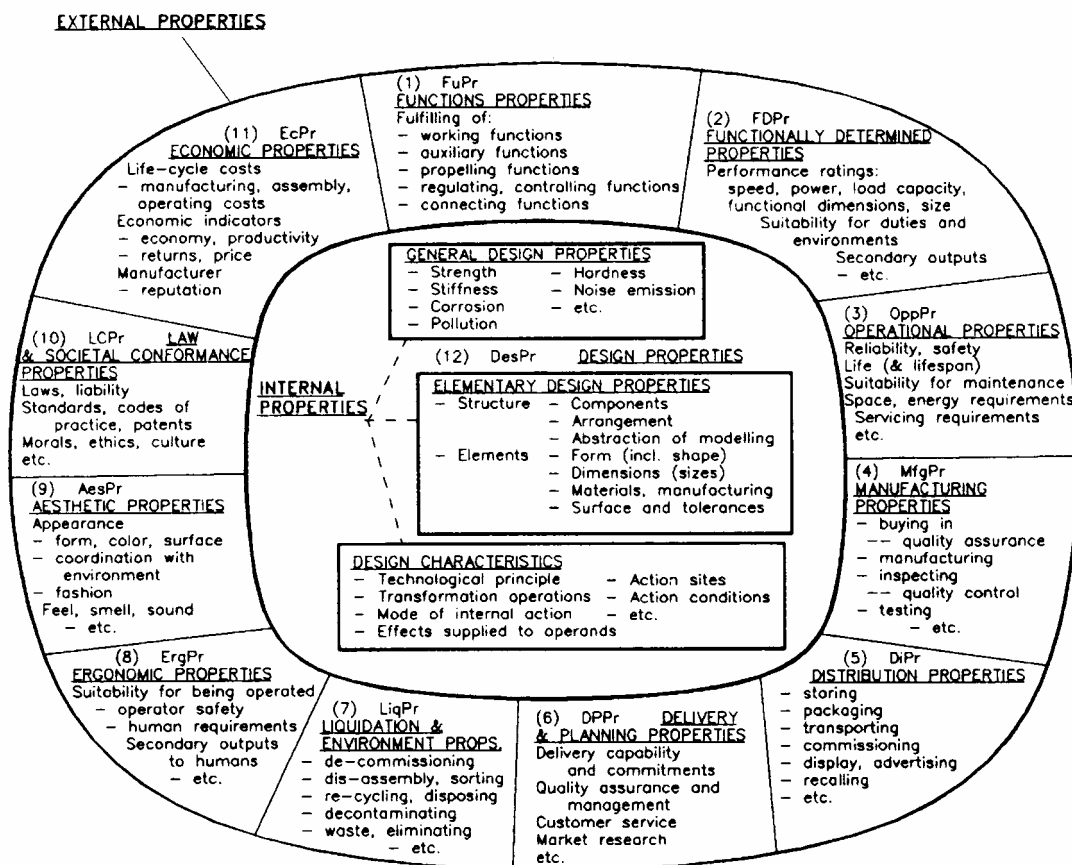 EXTERNAL PROPERTIES
(1) FuPr
FUNCTIONS PROPERTIES
Fulfilling of:
– working functions
– auxiliary functions
– propelling functions
– regulating, controlling functions
– connecting functions
(2) FDPr
FUNCTIONALLY DETERMINED
PROPERTIES
Performance ratings:
speed, power, load capacity,
functional dimensions, size
Suitability for duties and
environments
Secondary outputs
– etc.
(3) OppPr
OPERATIONAL PROPERTIES
Reliability, safety
Life (& lifespan)
Suitability for maintenance
Space, energy requirements
Servicing requirements
etc.
(4) MfgPr
MANUFACTURING
PROPERTIES
– buying in
–– quality assurance
– manufacturing
– inspecting
–– quality control
– testing
– etc.
(5) DiPr
DISTRIBUTION PROPERTIES
– storing
– packaging
– transporting
– commissioning
– display, advertising
– recalling
– etc.
(6) DPPr DELIVERY
& PLANNING PROPERTIES
Delivery capability
and commitments
Quality assurance and
management
Customer service
Market research
etc.
(7) LiqPr
LIQUIDATION &
ENVIRONMENT PROPS.
– de-commissioning
– dis-assembly, sorting
– re-cycling, disposing
– decontaminating
– waste, eliminating
– etc.
(8) ErgPr
ERGONOMIC PROPERTIES
Suitability for being operated
– operator safety
– human requirements
Secondary outputs
to humans
– etc.
(9) AesPr
AESTHETIC PROPERTIES
Appearance
– form, color, surface
– coordination with
environment
– fashion
Feel, smell, sound
– etc.
(10) LCPr LAW
& SOCIETAL CONFORMANCE
PROPERTIES
Laws, liability
Standards, codes of
practice, patents
Morals, ethics, culture
etc.
(11) EcPr
ECONOMIC PROPERTIES
Life-cycle costs
– manufacturing, assembly,
operating costs
Economic indicators
– economy, productivity
– returns, price
Manufacturer
– reputation
INTERNAL
PROPERTIES
GENERAL DESIGN PROPERTIES
– Strength – Hardness
– Stiffness – Noise emission
– Corrosion – etc.
– Pollution
(12) DesPr DESIGN PROPERTIES
ELEMENTARY DESIGN PROPERTIES
– Structure – Components
– Arrangement
– Abstraction of modelling
– Elements – Form (incl. shape)
– Dimensions (sizes)
– Materials, manufacturing
– Surface and tolerances
DESIGN CHARACTERISTICS
– Technological principle – Action sites
– Transformation operations – Action conditions
– Mode of internal action – etc.
– Effects supplied to operands